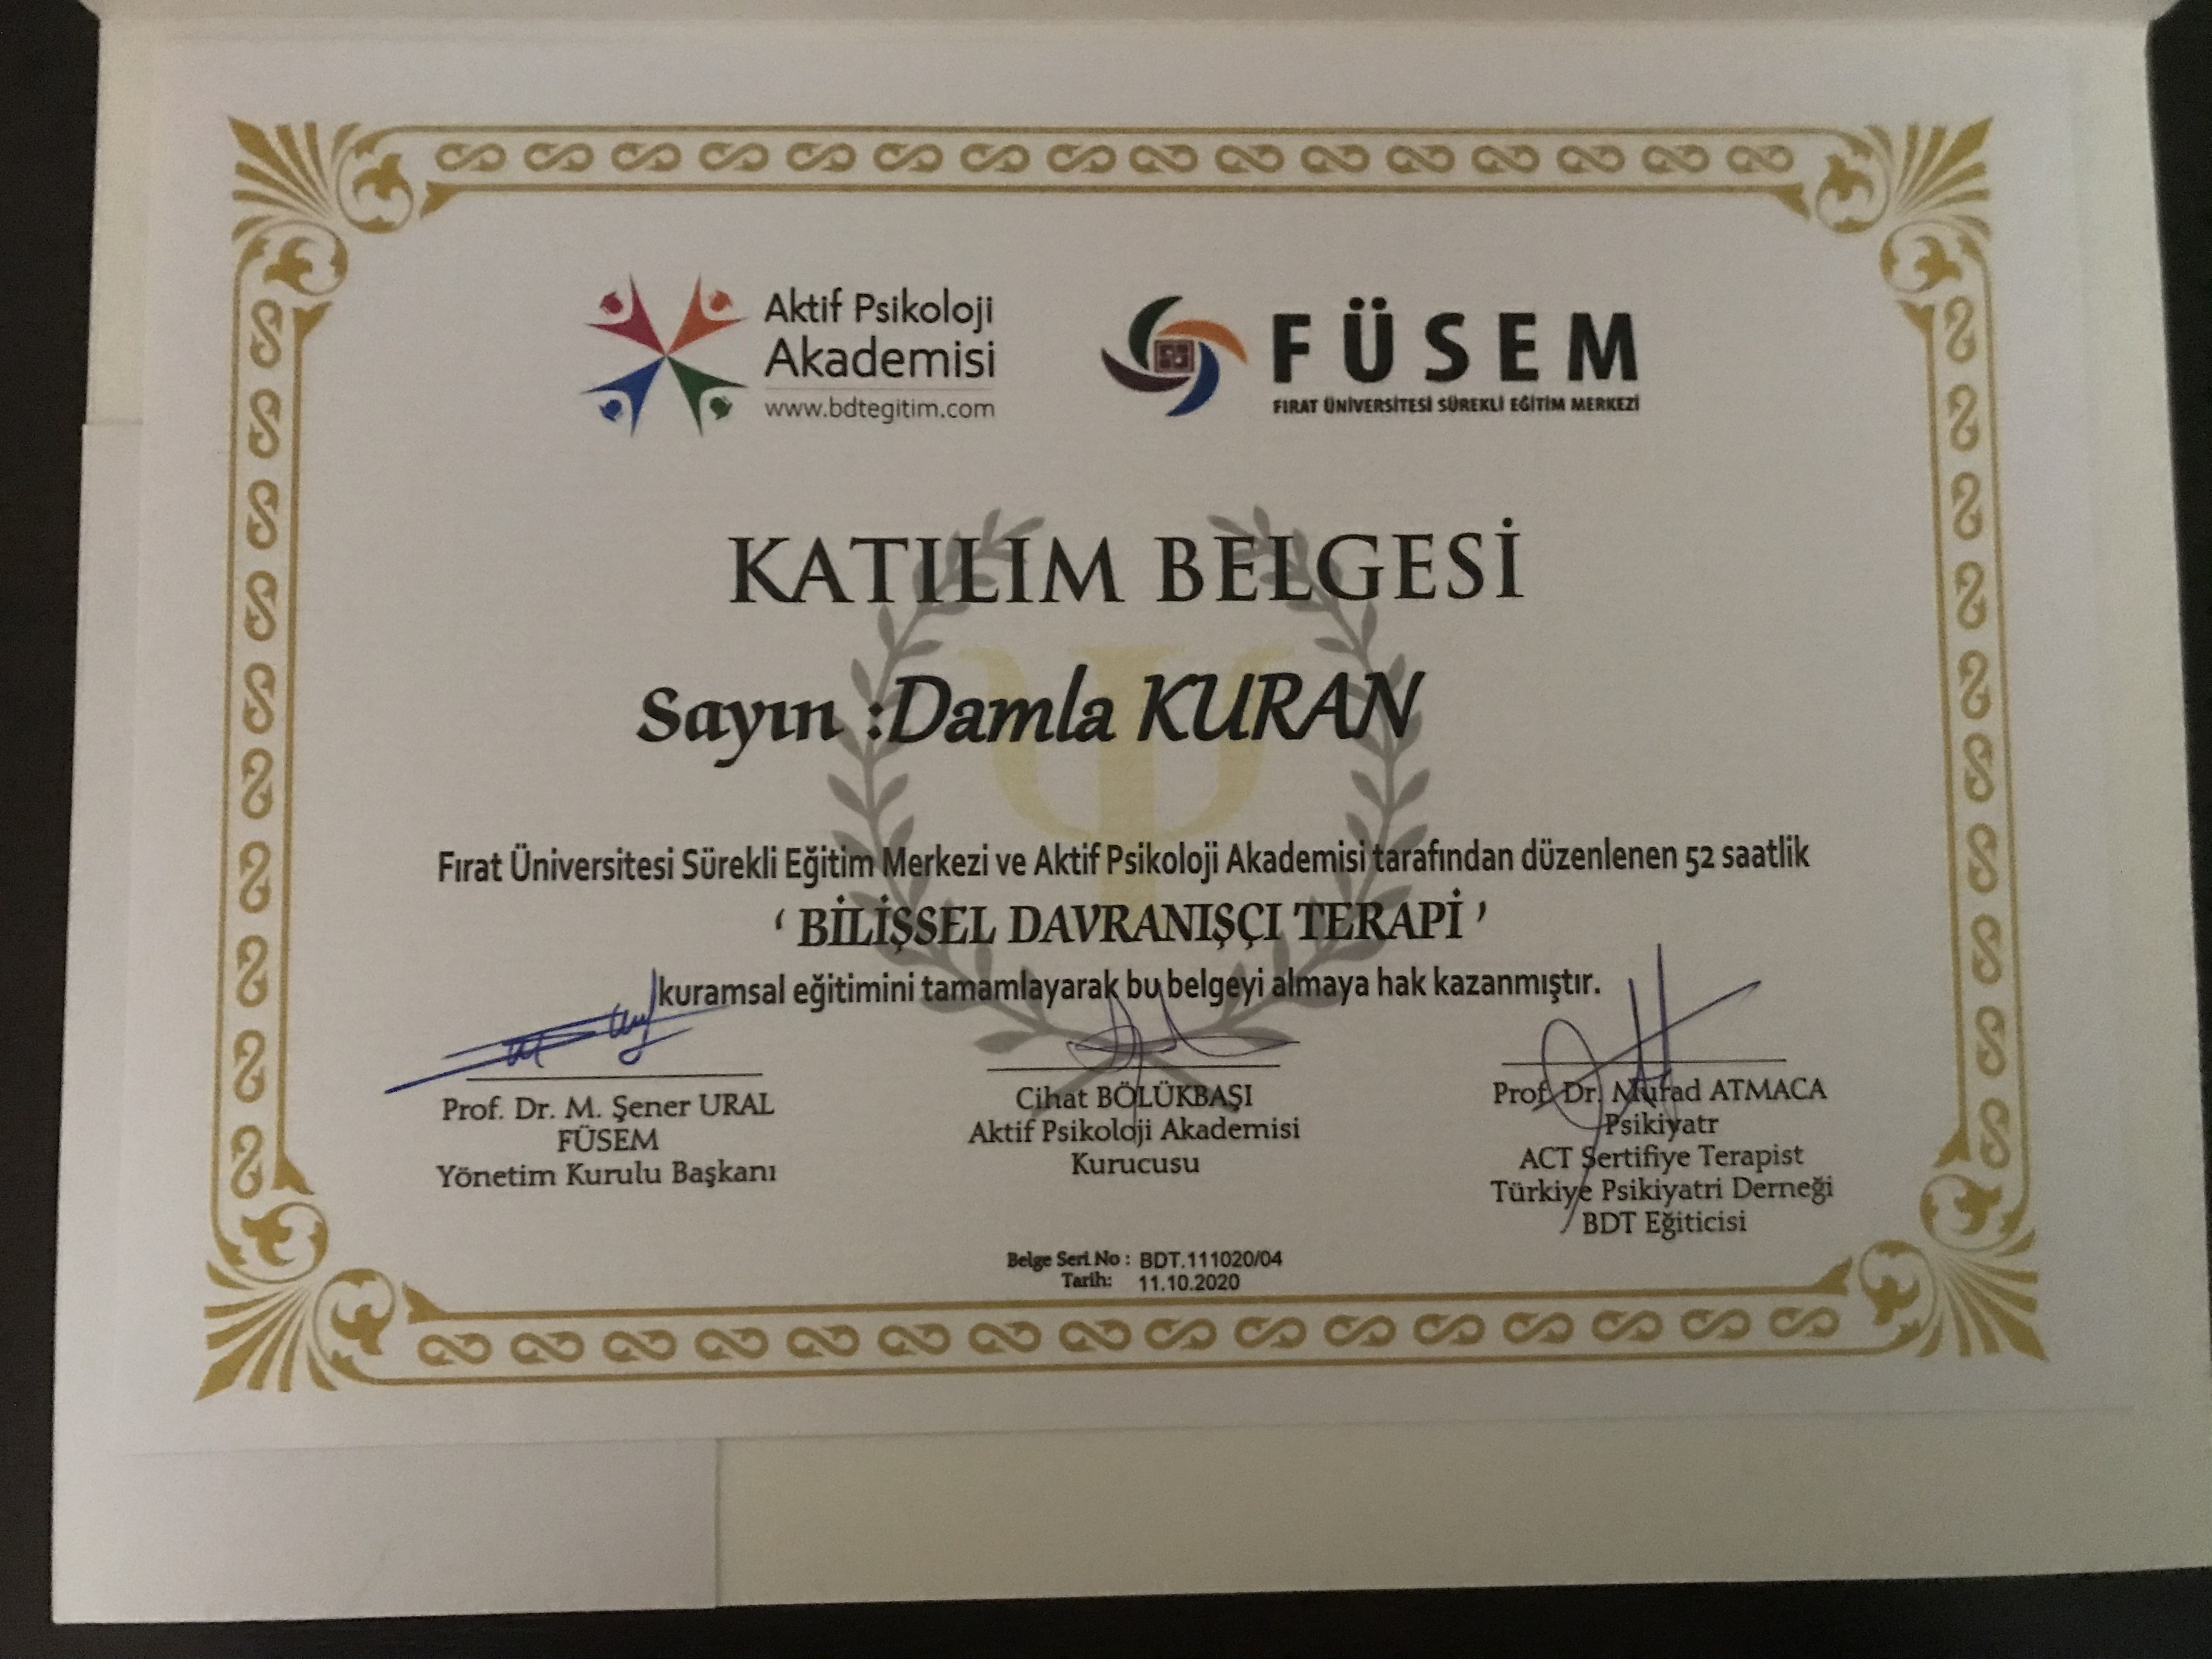 Aktif Psikoloji
Akademisi
www.bdtegitim.com
FÜSEM
FIRAT ÜNİVERSİTESİ SÜREKLİ EĞİTİM MERKEZİ
KATILIM BELGESİ
Sayın :Damla KURAN
Fırat Üniversitesi Sürekli Eğitim Merkezi ve Aktif Psikoloji Akademisi tarafından düzenlenen 52 saatlik
‘ BİLİŞSEL DAVRANIŞÇI TERAPİ ’
kuramsal eğitimini tamamlayarak bu belgeyi almaya hak kazanmıştır.
Prof. Dr. M. Şener URAL
FÜSEM
Yönetim Kurulu Başkanı
Cihat BÖLÜKBAŞI
Aktif Psikoloji Akademisi
Kurucusu
Prof. Dr. Murad ATMACA
Psikiyatr
ACT Sertifiye Terapist
Türkiye Psikiyatri Derneği
BDT Eğiticisi
Belge Seri No : BDT.111020/04
Tarih: 11.10.2020